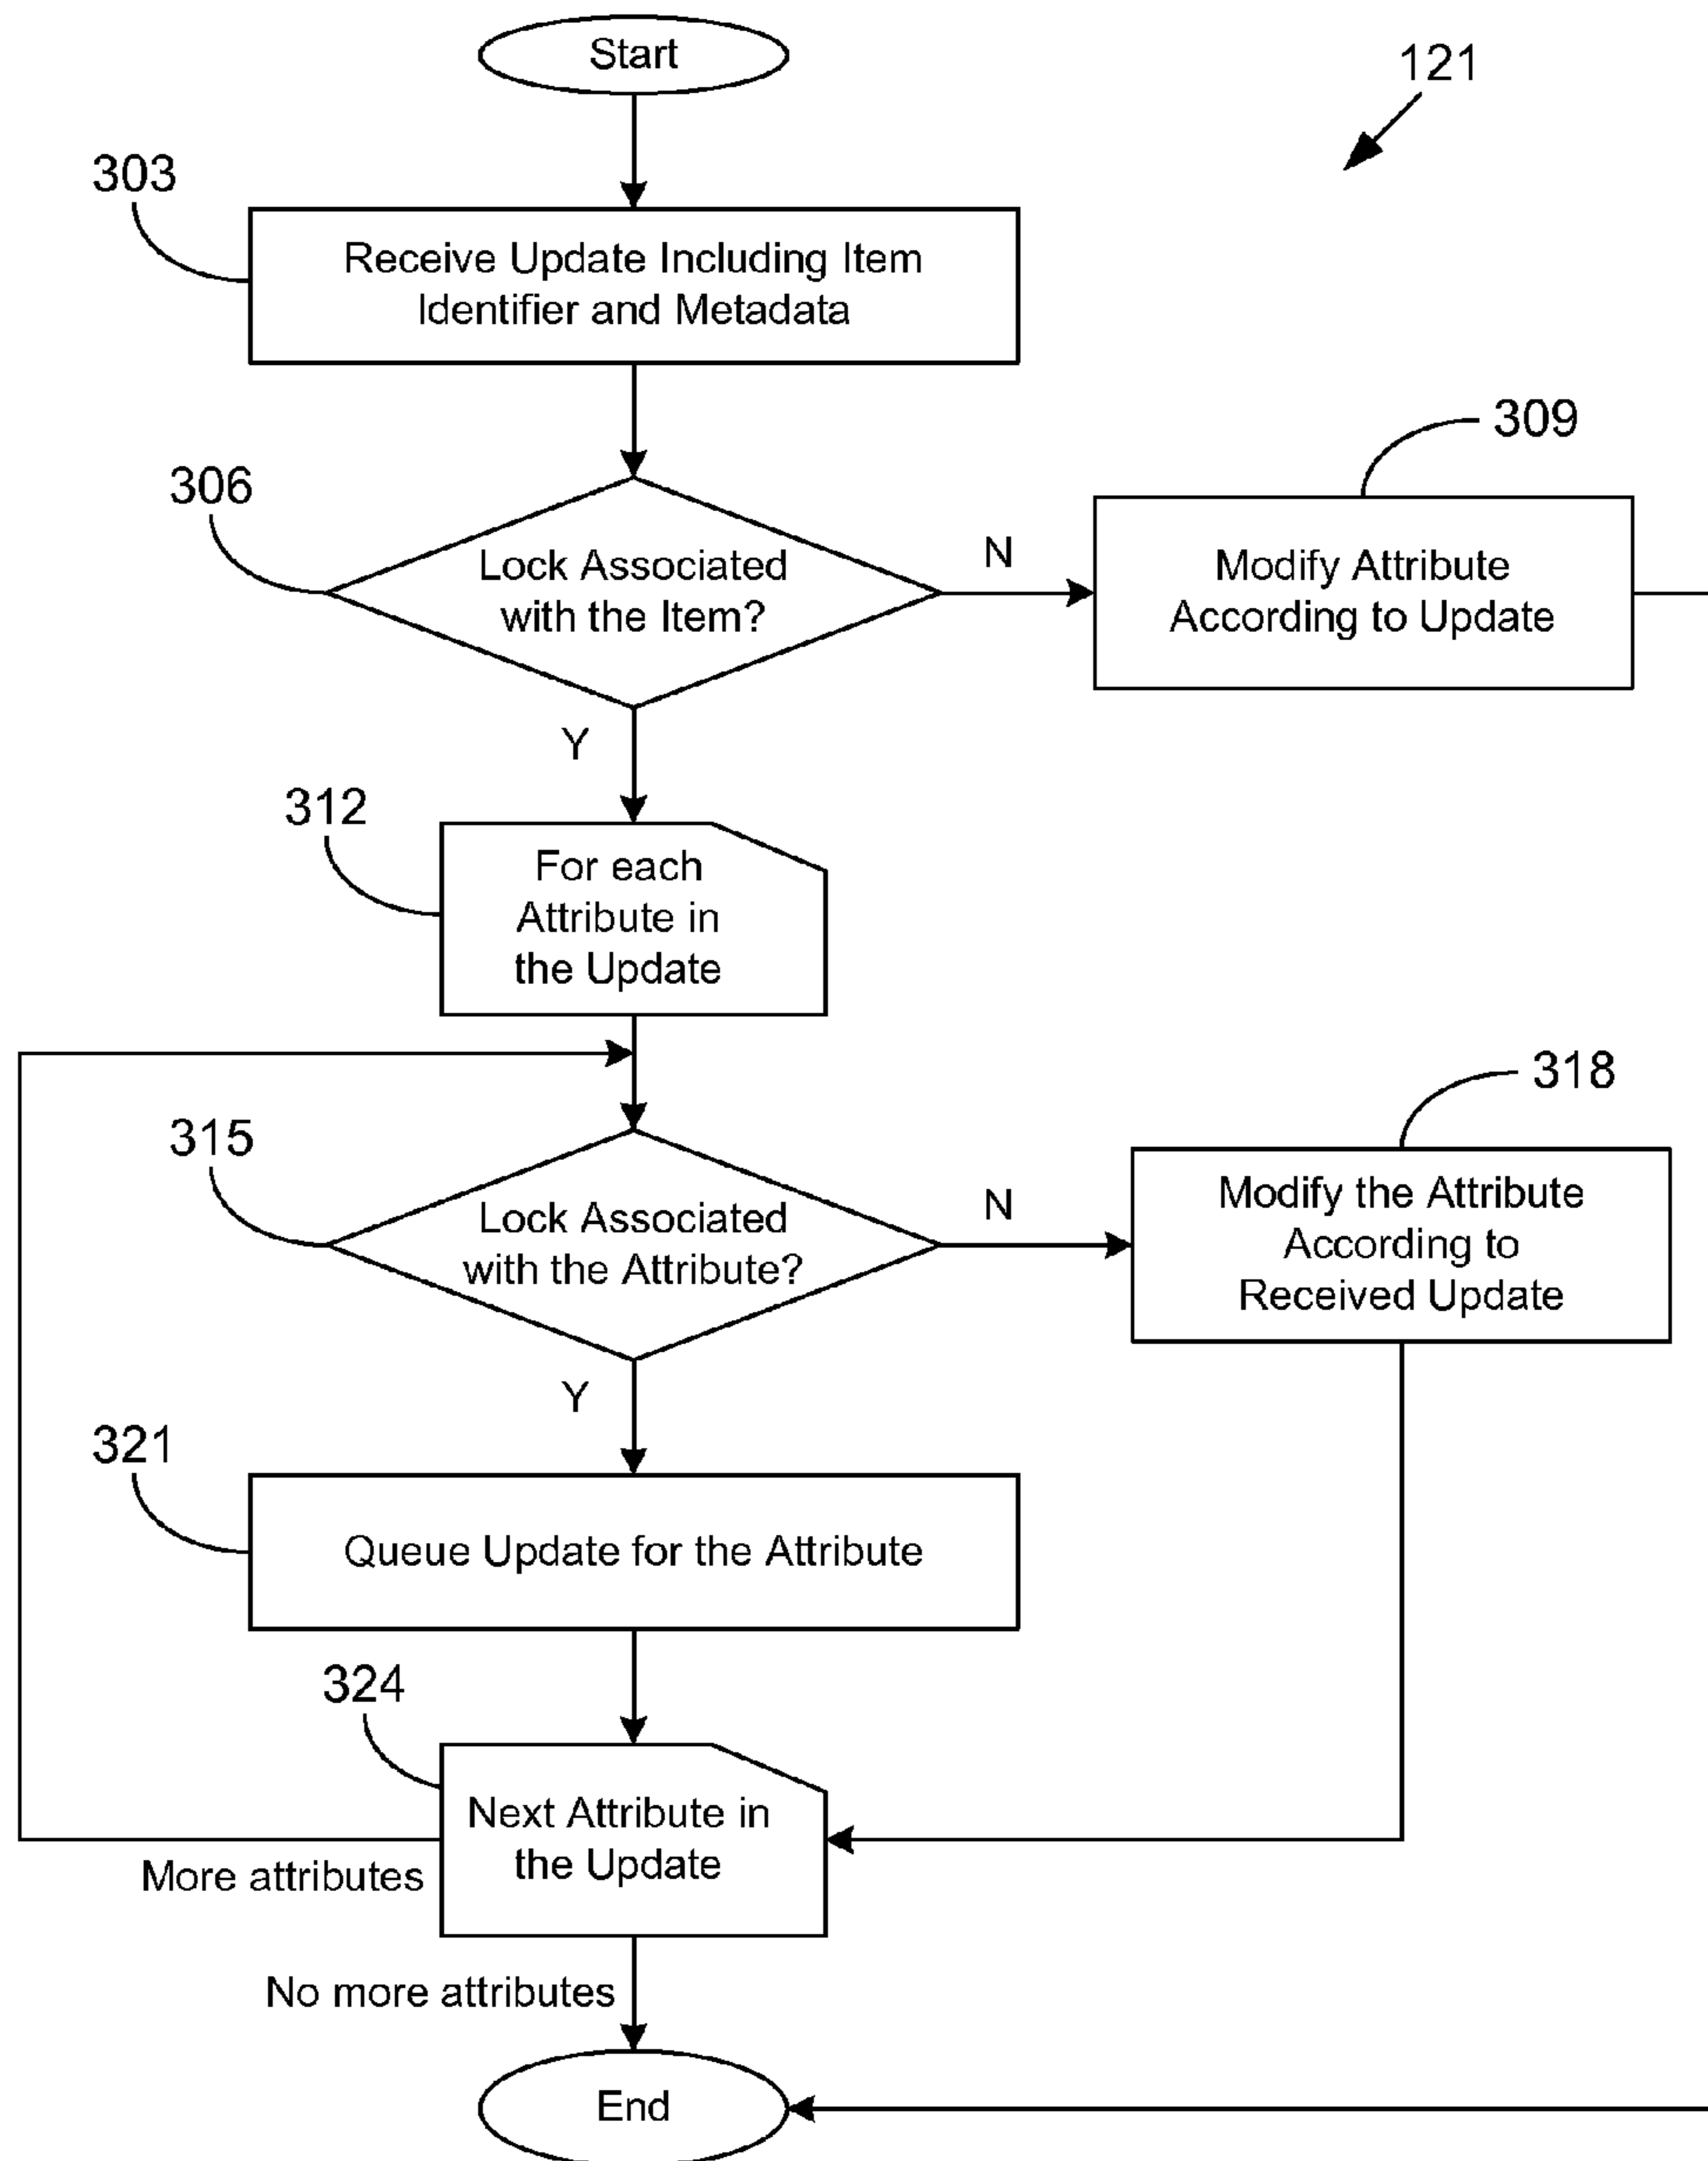 Start
121
303
Receive Update Including Item
Identifier and Metadata
309
306
Lock Associated
with the Item?
N
Modify Attribute
According to Update
Y
312
For each
Attribute in
the Update
318
315
Lock Associated
with the Attribute?
N
Modify the Attribute
According to
Received Update
Y
321
Queue Update for the Attribute
324
Next Attribute in
the Update
More attributes
No more attributes
End